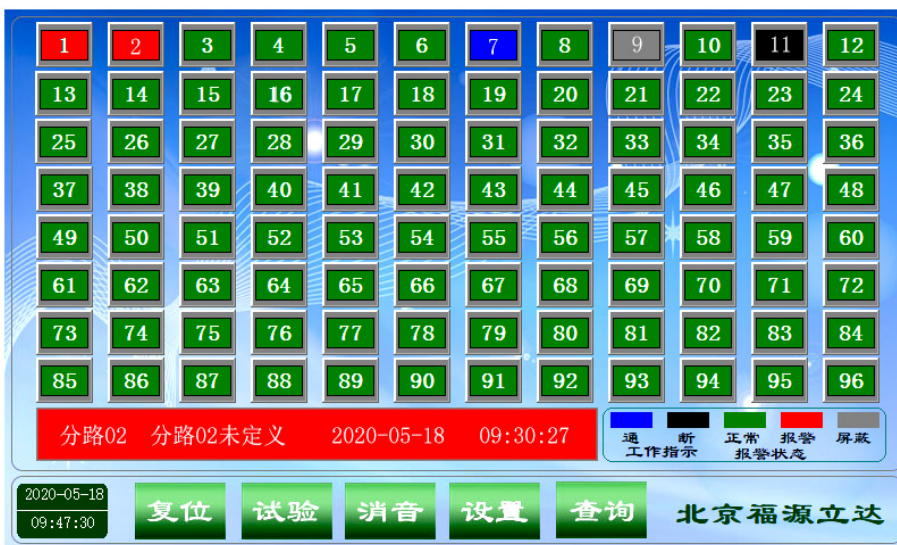 1 2 3 4 5 6 7 8 9 10 11 12
13 14 15 16 17 18 19 20 21 22 23 24
25 26 27 28 29 30 31 32 33 34 35 36
37 38 39 40 41 42 43 44 45 46 47 48
49 50 51 52 53 54 55 56 57 58 59 60
61 62 63 64 65 66 67 68 69 70 71 72
73 74 75 76 77 78 79 80 81 82 83 84
85 86 87 88 89 90 91 92 93 94 95 96
分路02 分路02未定义 2020-05-18 09:30:27
通 断 正常 报警 屏蔽
工作指示 报警状态
2020-05-18
09:47:30
复位 试验 消音 设置 查询 北京福源立达